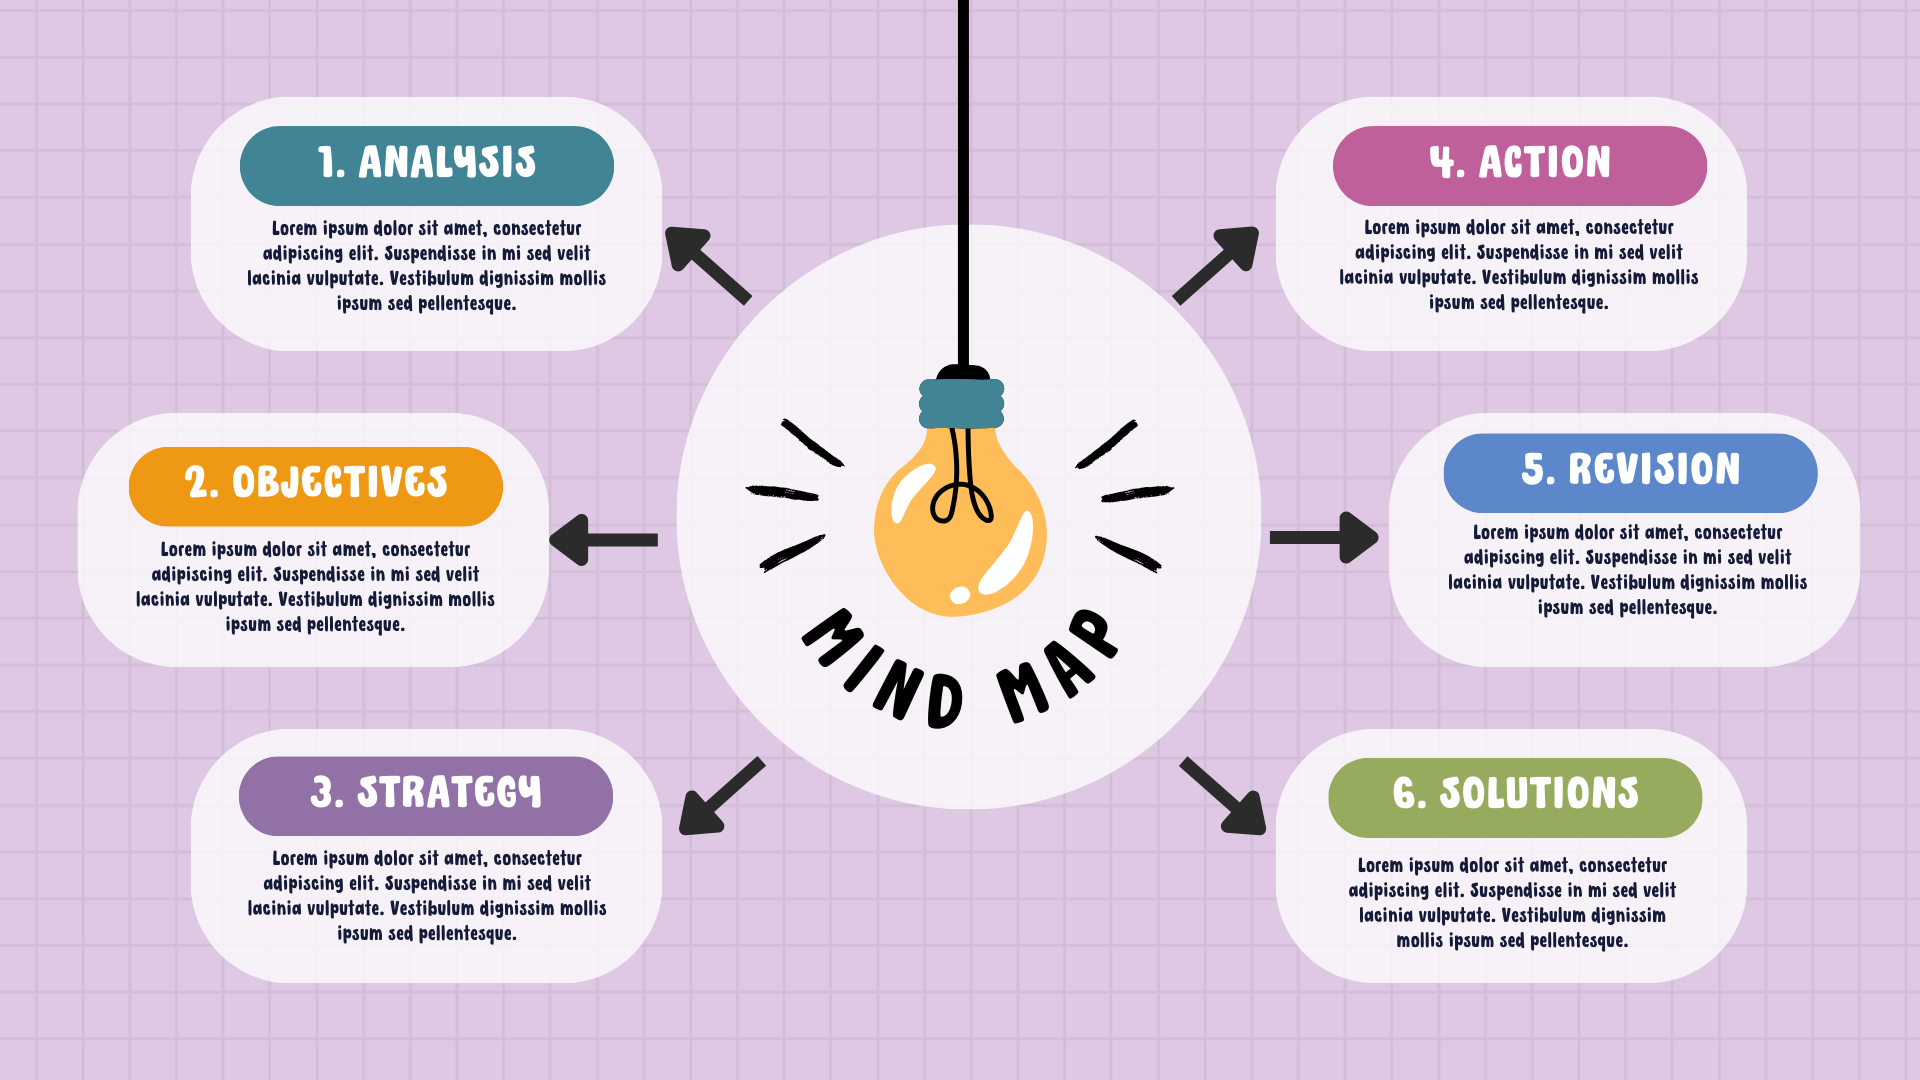 1. ANALYSIS
Lorem ipsum dolor sit amet, consectetur
adipiscing elit. Suspendisse in mi sed velit
lacinia vulputate. Vestibulum dignissim mollis
ipsum sed pellentesque.
2. OBJECTIVES
Lorem ipsum dolor sit amet, consectetur
adipiscing elit. Suspendisse in mi sed velit
lacinia vulputate. Vestibulum dignissim mollis
ipsum sed pellentesque.
3. STRATEGY
Lorem ipsum dolor sit amet, consectetur
adipiscing elit. Suspendisse in mi sed velit
lacinia vulputate. Vestibulum dignissim mollis
ipsum sed pellentesque.
MIND MAP
4. ACTION
Lorem ipsum dolor sit amet, consectetur
adipiscing elit. Suspendisse in mi sed velit
lacinia vulputate. Vestibulum dignissim mollis
ipsum sed pellentesque.
5. REVISION
Lorem ipsum dolor sit amet, consectetur
adipiscing elit. Suspendisse in mi sed velit
lacinia vulputate. Vestibulum dignissim mollis
ipsum sed pellentesque.
6. SOLUTIONS
Lorem ipsum dolor sit amet, consectetur
adipiscing elit. Suspendisse in mi sed velit
lacinia vulputate. Vestibulum dignissim
mollis ipsum sed pellentesque.